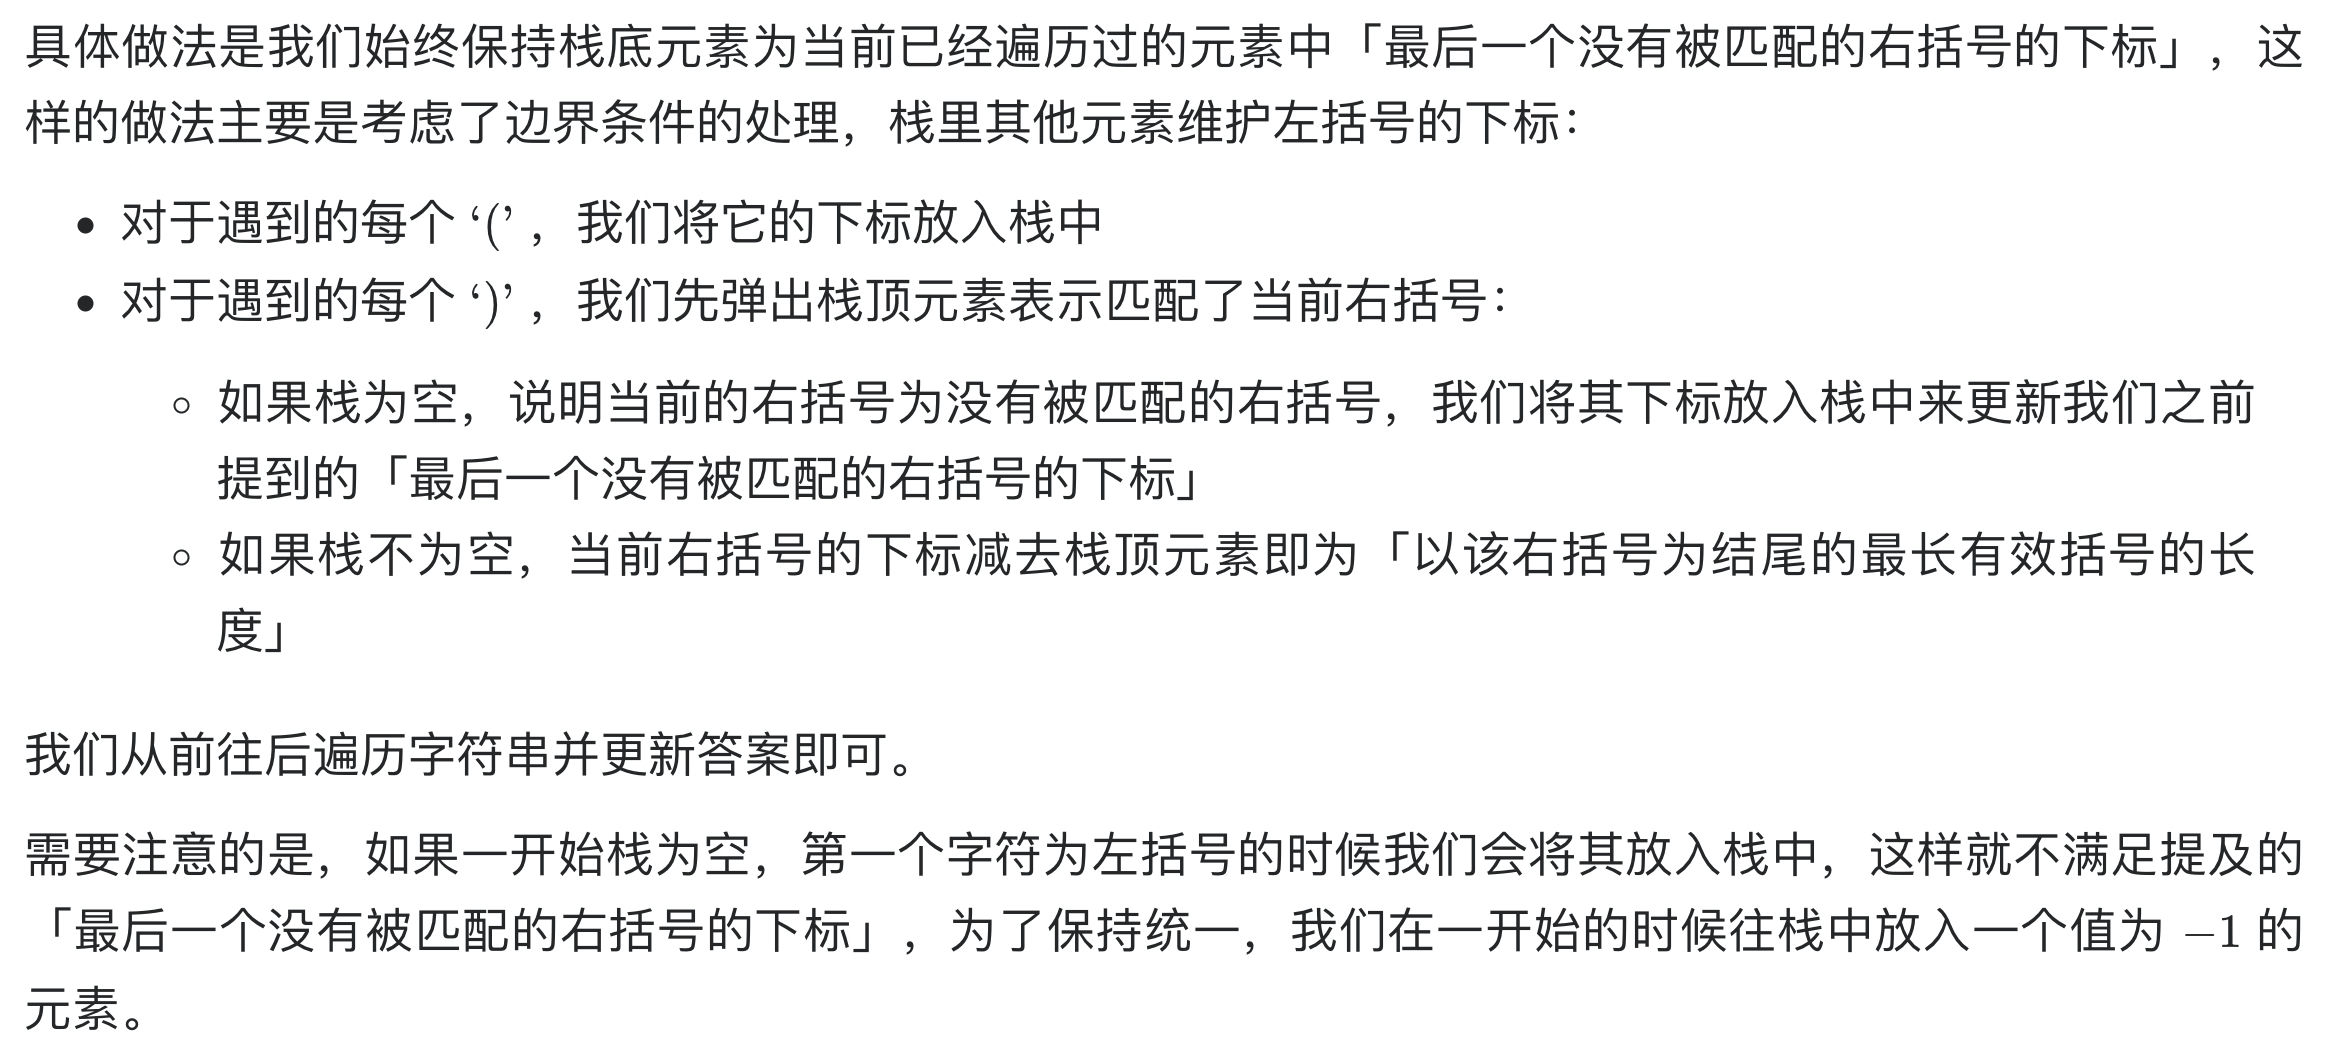 具体做法是我们始终保持栈底元素为当前已经遍历过的元素中「最后一个没有被匹配的右括号的下标」，这
样的做法主要是考虑了边界条件的处理，栈里其他元素维护左括号的下标：
• 对于遇到的每个 ‘(’ ，我们将它的下标放入栈中
• 对于遇到的每个 ‘)’ ，我们先弹出栈顶元素表示匹配了当前右括号：
◦ 如果栈为空，说明当前的右括号为没有被匹配的右括号，我们将其下标放入栈中来更新我们之前
提到的「最后一个没有被匹配的右括号的下标」
◦ 如果栈不为空，当前右括号的下标减去栈顶元素即为「以该右括号为结尾的最长有效括号的长
度」
我们从前往后遍历字符串并更新答案即可。
需要注意的是，如果一开始栈为空，第一个字符为左括号的时候我们会将其放入栈中，这样就不满足提及的
「最后一个没有被匹配的右括号的下标」，为了保持统一，我们在一开始的时候往栈中放入一个值为 −1 的
元素。